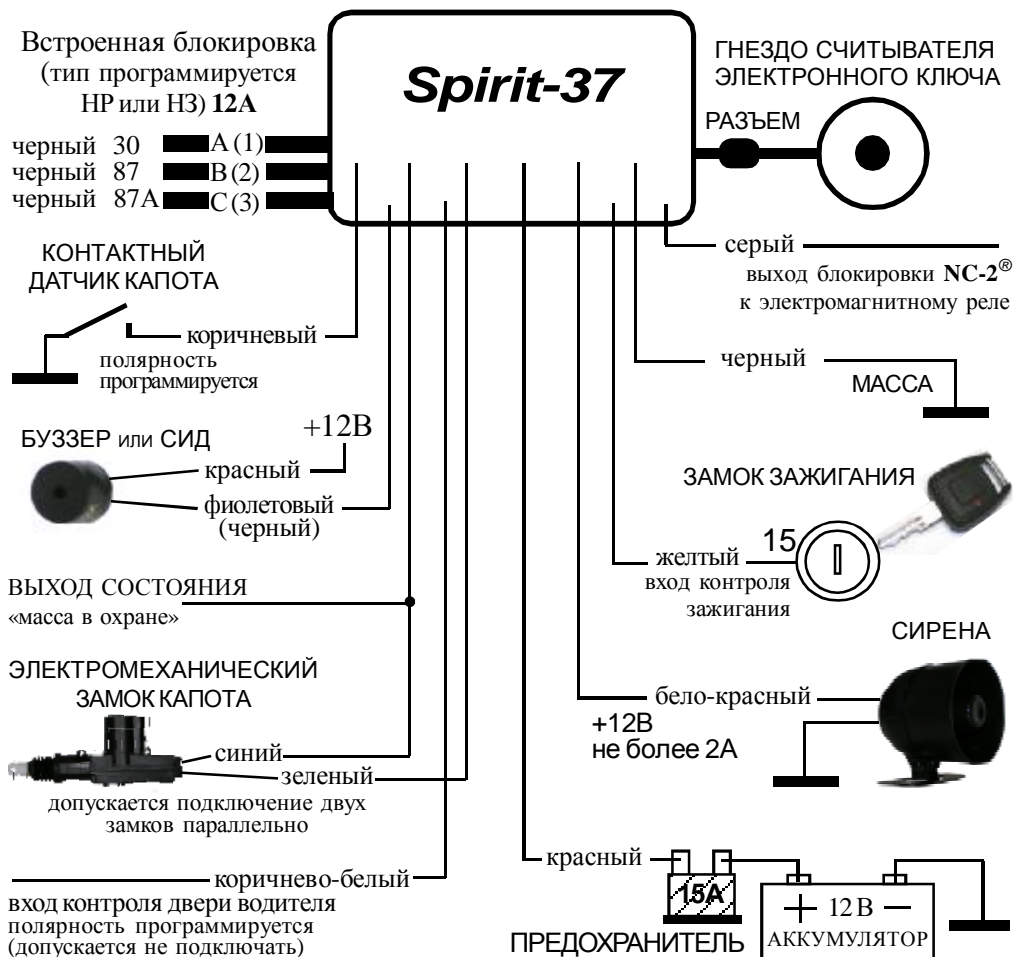 Spirit-37
Встроенная блокировка
(тип программируется
НР или НЗ) 12А
черный 30 А (1)
черный 87 В (2)
черный 87А С (3)
ГНЕЗДО СЧИТЫВАТЕЛЯ
ЭЛЕКТРОННОГО КЛЮЧА
РАЗЪЕМ
КОНТАКТНЫЙ
ДАТЧИК КАПОТА
коричневый
полярность
программируется
серый
выход блокировки NC-2®
к электромагнитному реле
черный
МАССА
БУЗЗЕР или СИД
+12В
красный
фиолетовый
(черный)
ЗАМОК ЗАЖИГАНИЯ
15
желтый
вход контроля
зажигания
ВЫХОД СОСТОЯНИЯ
«масса в охране»
СИРЕНА
бело-красный
+12В
не более 2А
ЭЛЕКТРОМЕХАНИЧЕСКИЙ
ЗАМОК КАПОТА
синий
зеленый
допускается подключение двух
замков параллельно
коричнево-белый
вход контроля двери водителя
полярность программируется
(допускается не подключать)
красный
15А
ПРЕДОХРАНИТЕЛЬ
+ 12В −
АККУМУЛЯТОР